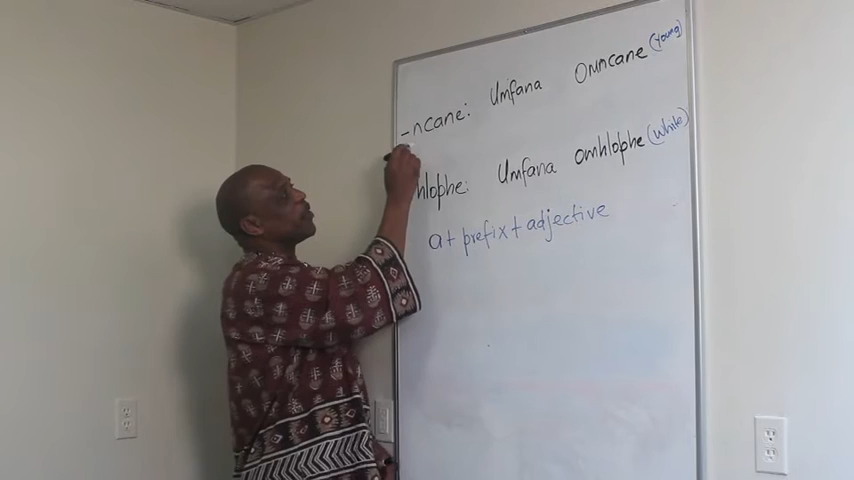 -ncane: Umfana Omncane (young)
hlophe: Umfana omhlophe (white)
a + prefix + adjective